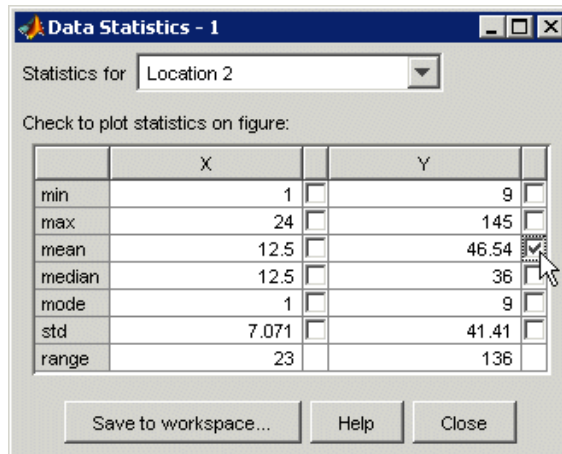 Data Statistics - 1
Statistics for Location 2
Check to plot statistics on figure:
X Y
min 1 9
max 24 145
mean 12.5 46.54
median 12.5 36
mode 1 9
std 7.071 41.41
range 23 136
Save to workspace... Help Close